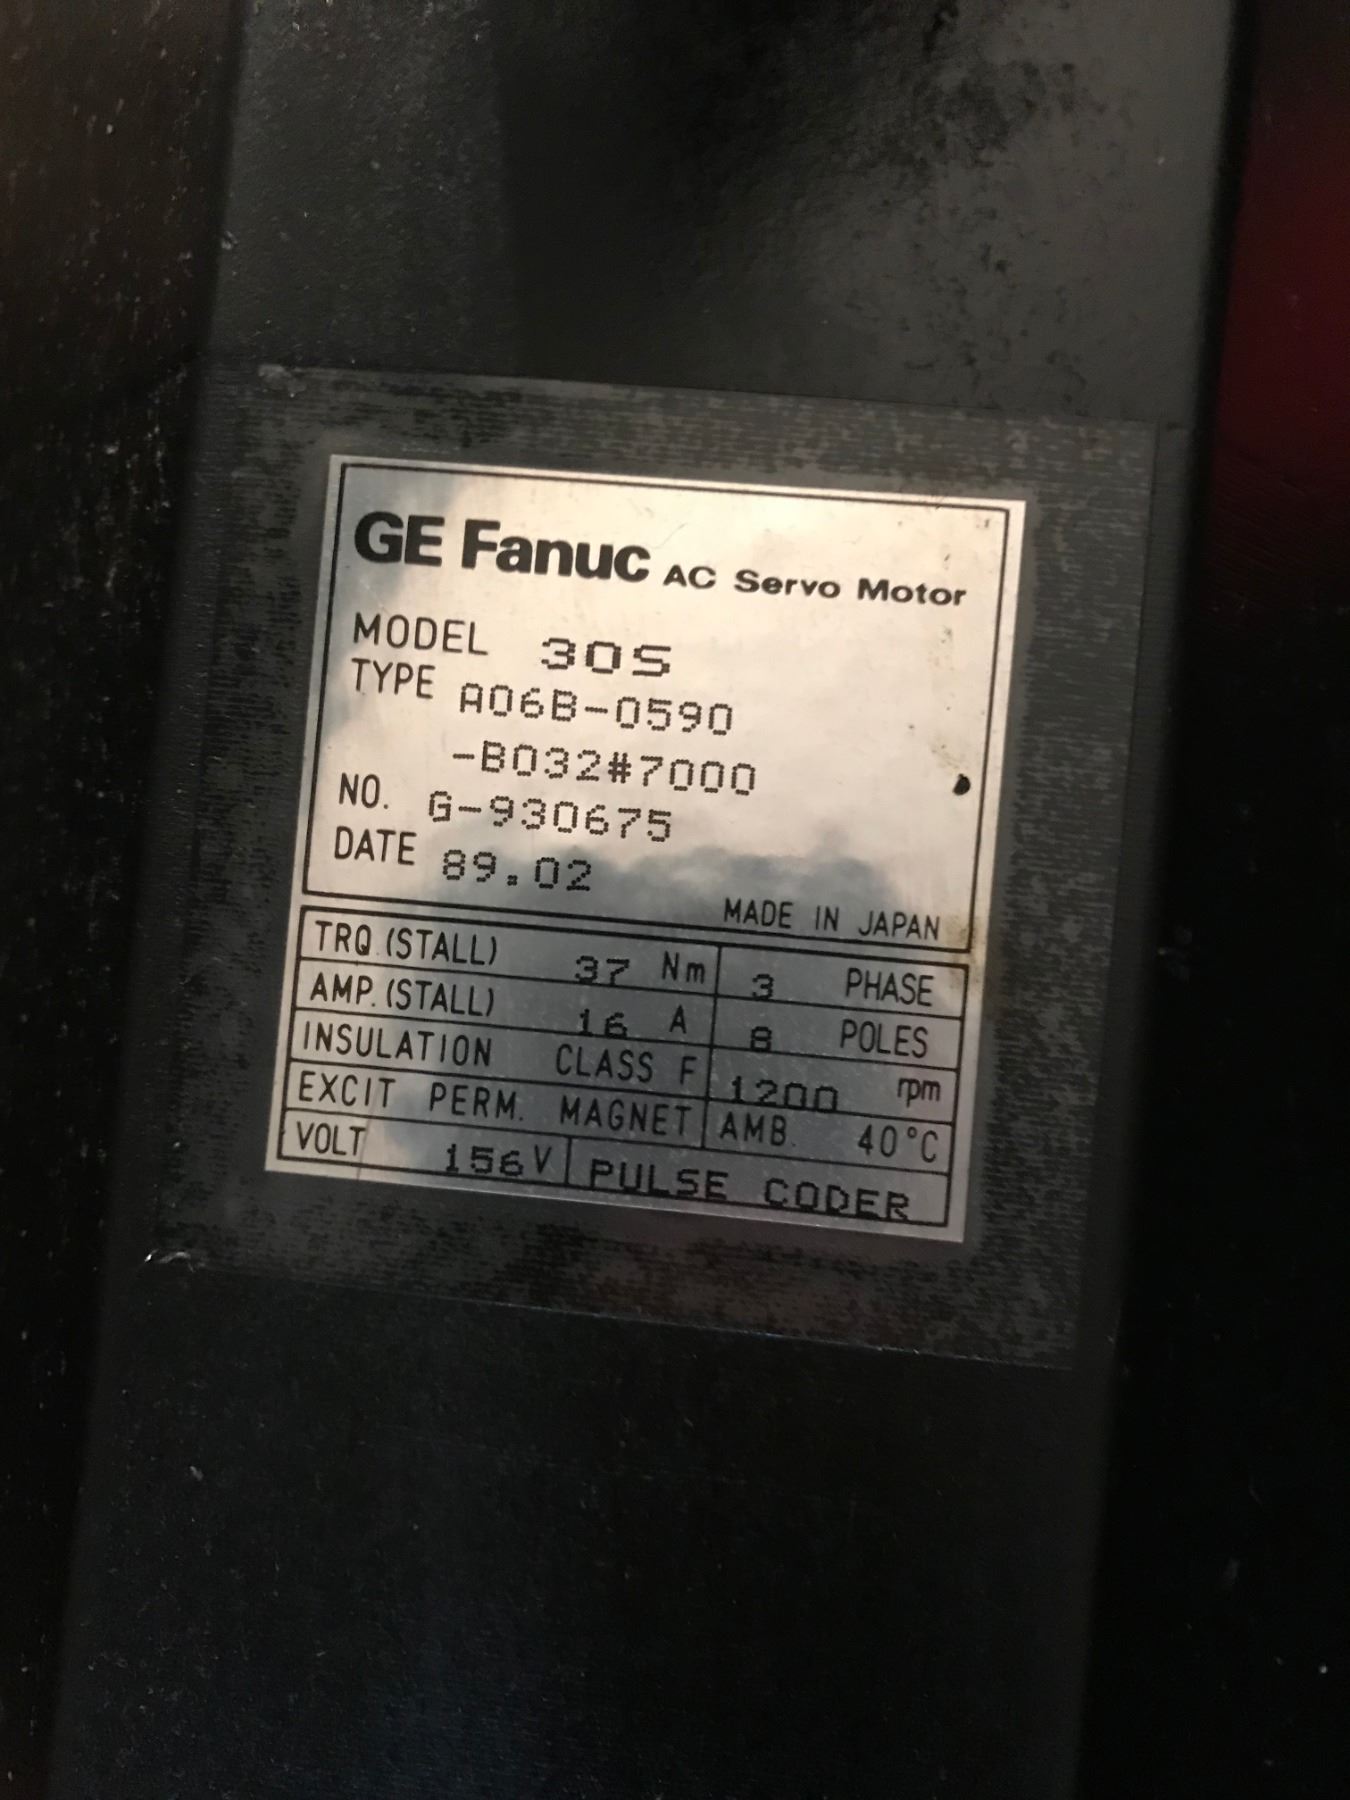 GE Fanuc AC Servo Motor
MODEL 30S
TYPE A06B-0590
-B032#7000
NO. G-930675
DATE 89.02
MADE IN JAPAN
TRQ.(STALL) 37 Nm 3 PHASE
AMP.(STALL) 16 A 8 POLES
INSULATION CLASS F 1200 rpm
EXCIT PERM. MAGNET AMB. 40°C
VOLT 156V PULSE CODER